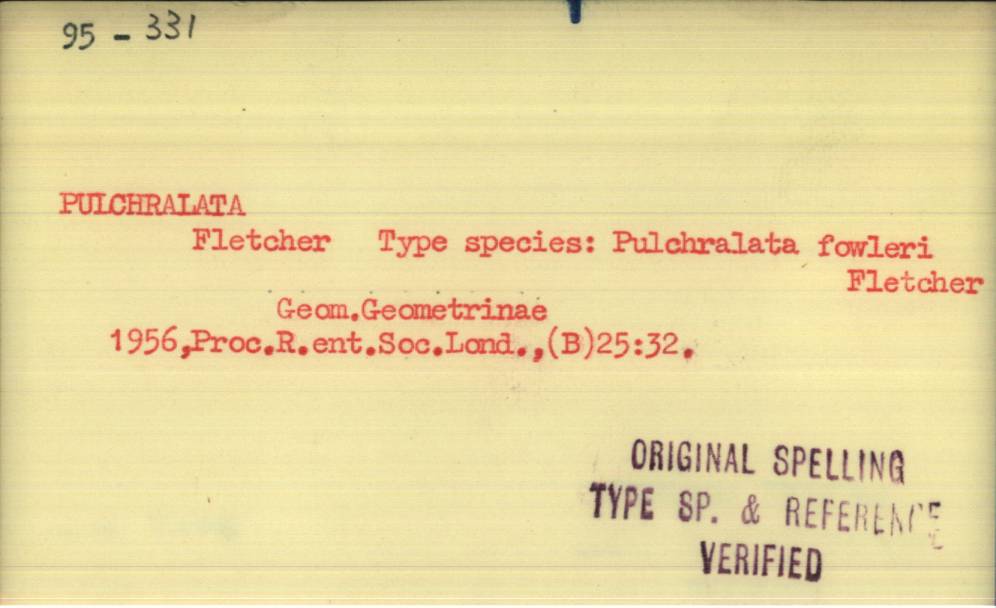 95 - 331
PULCHRALATA
Fletcher Type species: Pulchralata fowleri
Fletcher
Geom.Geometrinae
1956,Proc.R.ent.Soc.Lond.,(B)25:32.
ORIGINAL SPELLING
TYPE SP. & REFERENCE
VERIFIED